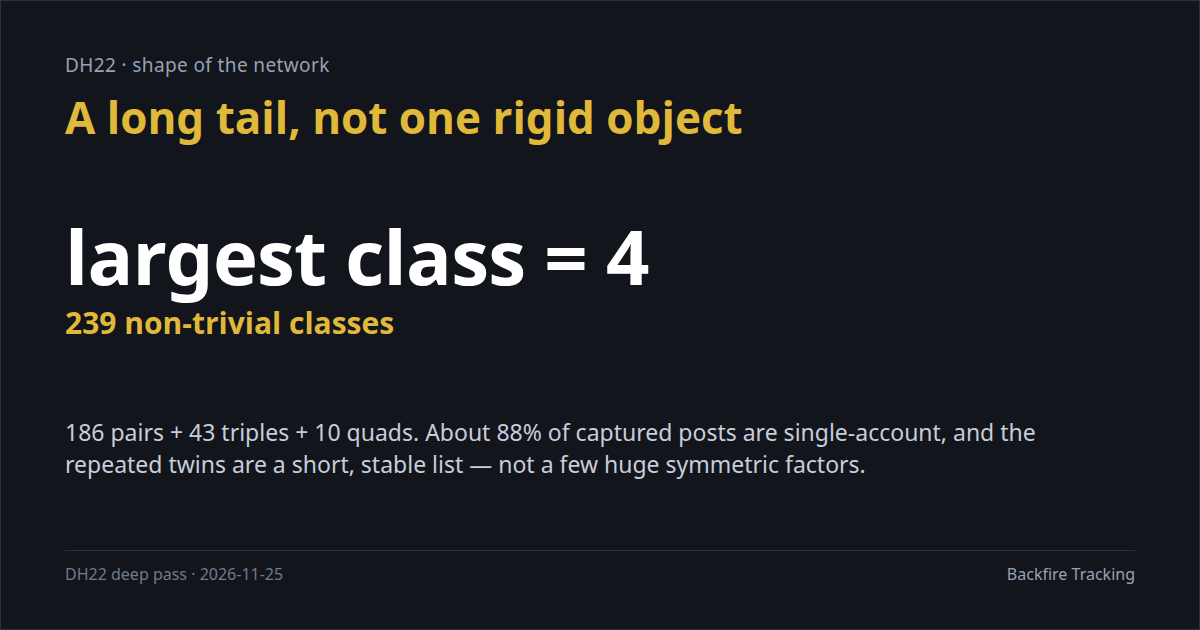 DH22 · shape of the network
A long tail, not one rigid object
largest class = 4
239 non-trivial classes
186 pairs + 43 triples + 10 quads. About 88% of captured posts are single-account, and the
repeated twins are a short, stable list — not a few huge symmetric factors.
DH22 deep pass · 2026-11-25
Backfire Tracking